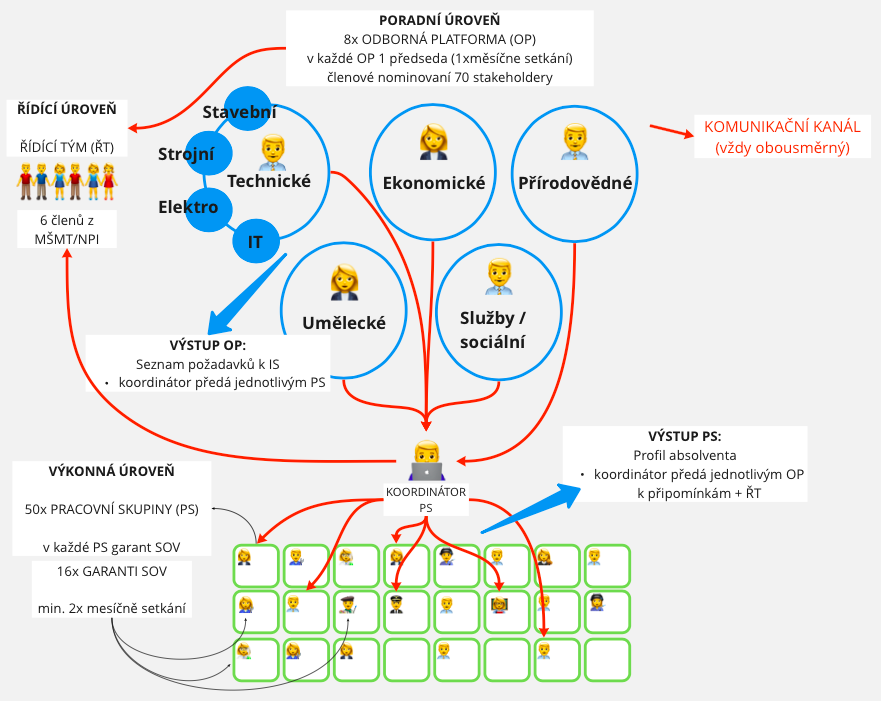 PORADNÍ ÚROVEŇ
8x ODBORNÁ PLATFORMA (OP)
v každé OP 1 předseda (1xměsíčne setkání)
členové nominovaní 70 stakeholdery
ŘÍDÍCÍ ÚROVEŇ
ŘÍDÍCÍ TÝM (ŘT)
6 členů z
MŠMT/NPI
KOMUNIKAČNÍ KANÁL
(vždy obousměrný)
Stavební
Strojní
Technické
Elektro
IT
Ekonomické
Přírodovědné
Umělecké
Služby /
sociální
VÝSTUP OP:
Seznam požadavků k IS
• koordinátor předá jednotlivým PS
VÝSTUP PS:
Profil absolventa
• koordinátor předá jednotlivým OP
k připomínkám + ŘT
KOORDINÁTOR
PS
VÝKONNÁ ÚROVEŇ
50x PRACOVNÍ SKUPINY (PS)
v každé PS garant SOV
16x GARANTI SOV
min. 2x mesíčně setkání